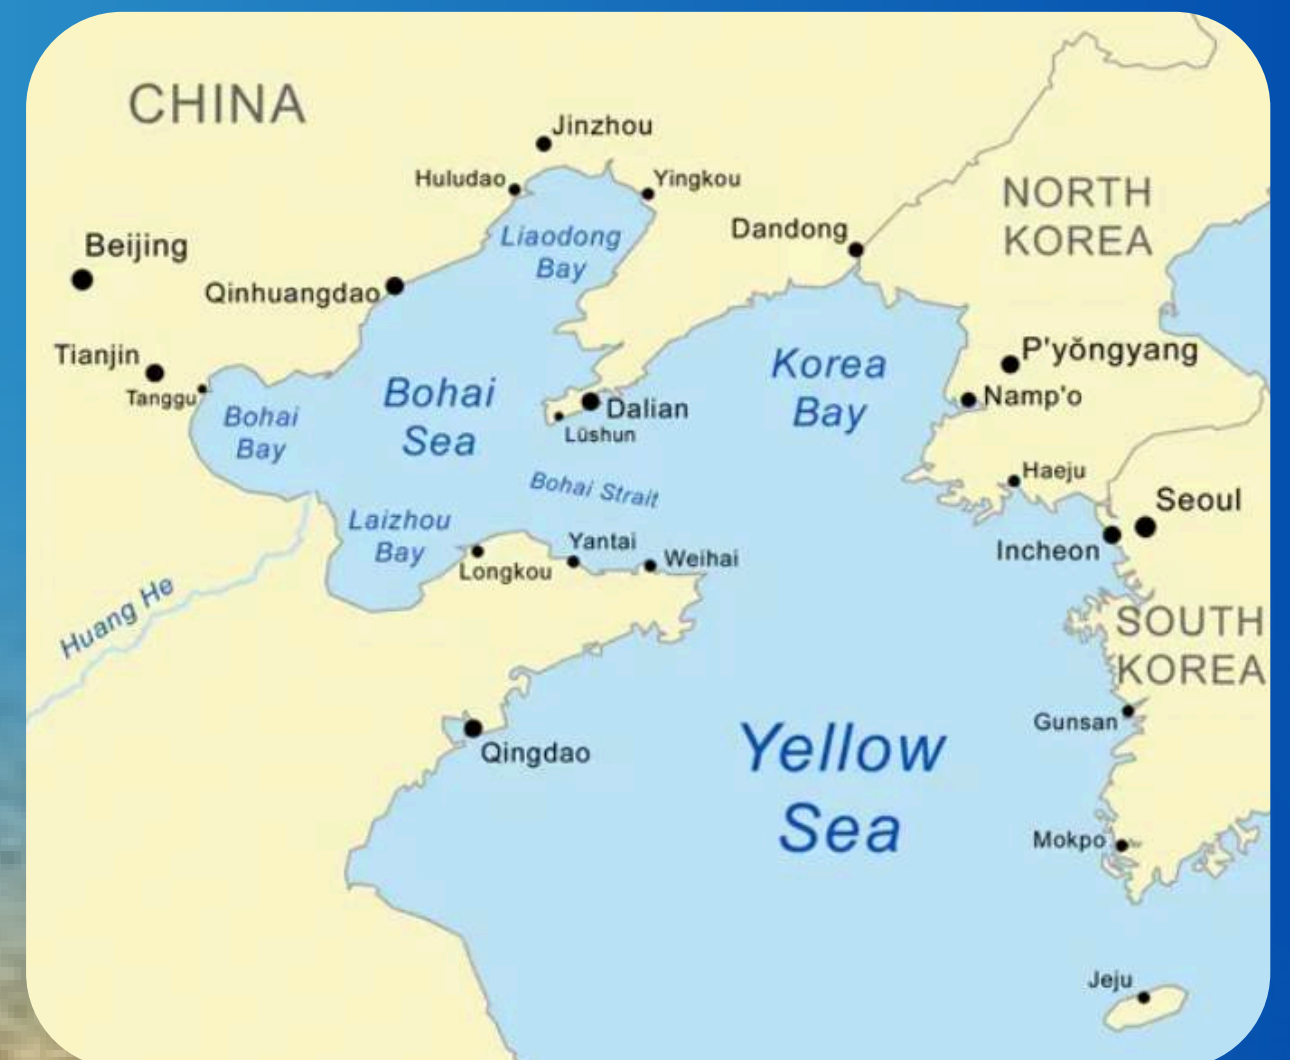 CHINA
Jinzhou
Huludao
Yingkou
NORTH
KOREA
Dandong
Liaodong
Bay
Beijing
Qinhuangdao
Tianjin
Tanggu
P'yŏngyang
Korea
Bay
Namp'o
Bohai
Sea
Bohai
Bay
Dalian
Lüshun
Haeju
Bohai Strait
Seoul
Laizhou
Bay
Yantai
Weihai
Incheon
Longkou
Huang He
SOUTH
KOREA
Gunsan
Qingdao
Yellow
Sea
Mokpo
Jeju